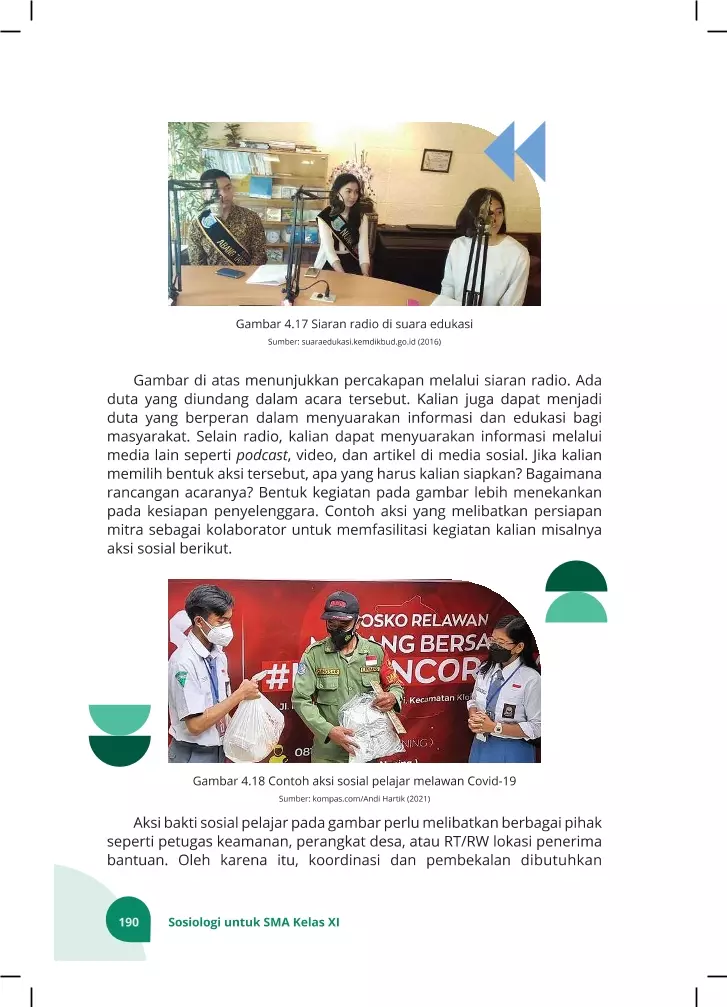 ABANG TA
Gambar 4.17 Siaran radio di suara edukasi
Sumber: suaraedukasi.kemdikbud.go.id (2016)
Gambar di atas menunjukkan percakapan melalui siaran radio. Ada
duta yang diundang dalam acara tersebut. Kalian juga dapat menjadi
duta yang berperan dalam menyuarakan informasi dan edukasi bagi
masyarakat. Selain radio, kalian dapat menyuarakan informasi melalui
media lain seperti podcast, video, dan artikel di media sosial. Jika kalian
memilih bentuk aksi tersebut, apa yang harus kalian siapkan? Bagaimana
rancangan acaranya? Bentuk kegiatan pada gambar lebih menekankan
pada kesiapan penyelenggara. Contoh aksi yang melibatkan persiapan
mitra sebagai kolaborator untuk memfasilitasi kegiatan kalian misalnya
aksi sosial berikut.
OSKO RELAWAN
ANG BERSA
NCOR
Jl.
Kecamatan Klo
Gambar 4.18 Contoh aksi sosial pelajar melawan Covid-19
Sumber: kompas.com/Andi Hartik (2021)
Aksi bakti sosial pelajar pada gambar perlu melibatkan berbagai pihak
seperti petugas keamanan, perangkat desa, atau RT/RW lokasi penerima
bantuan. Oleh karena itu, koordinasi dan pembekalan dibutuhkan
190 Sosiologi untuk SMA Kelas XI